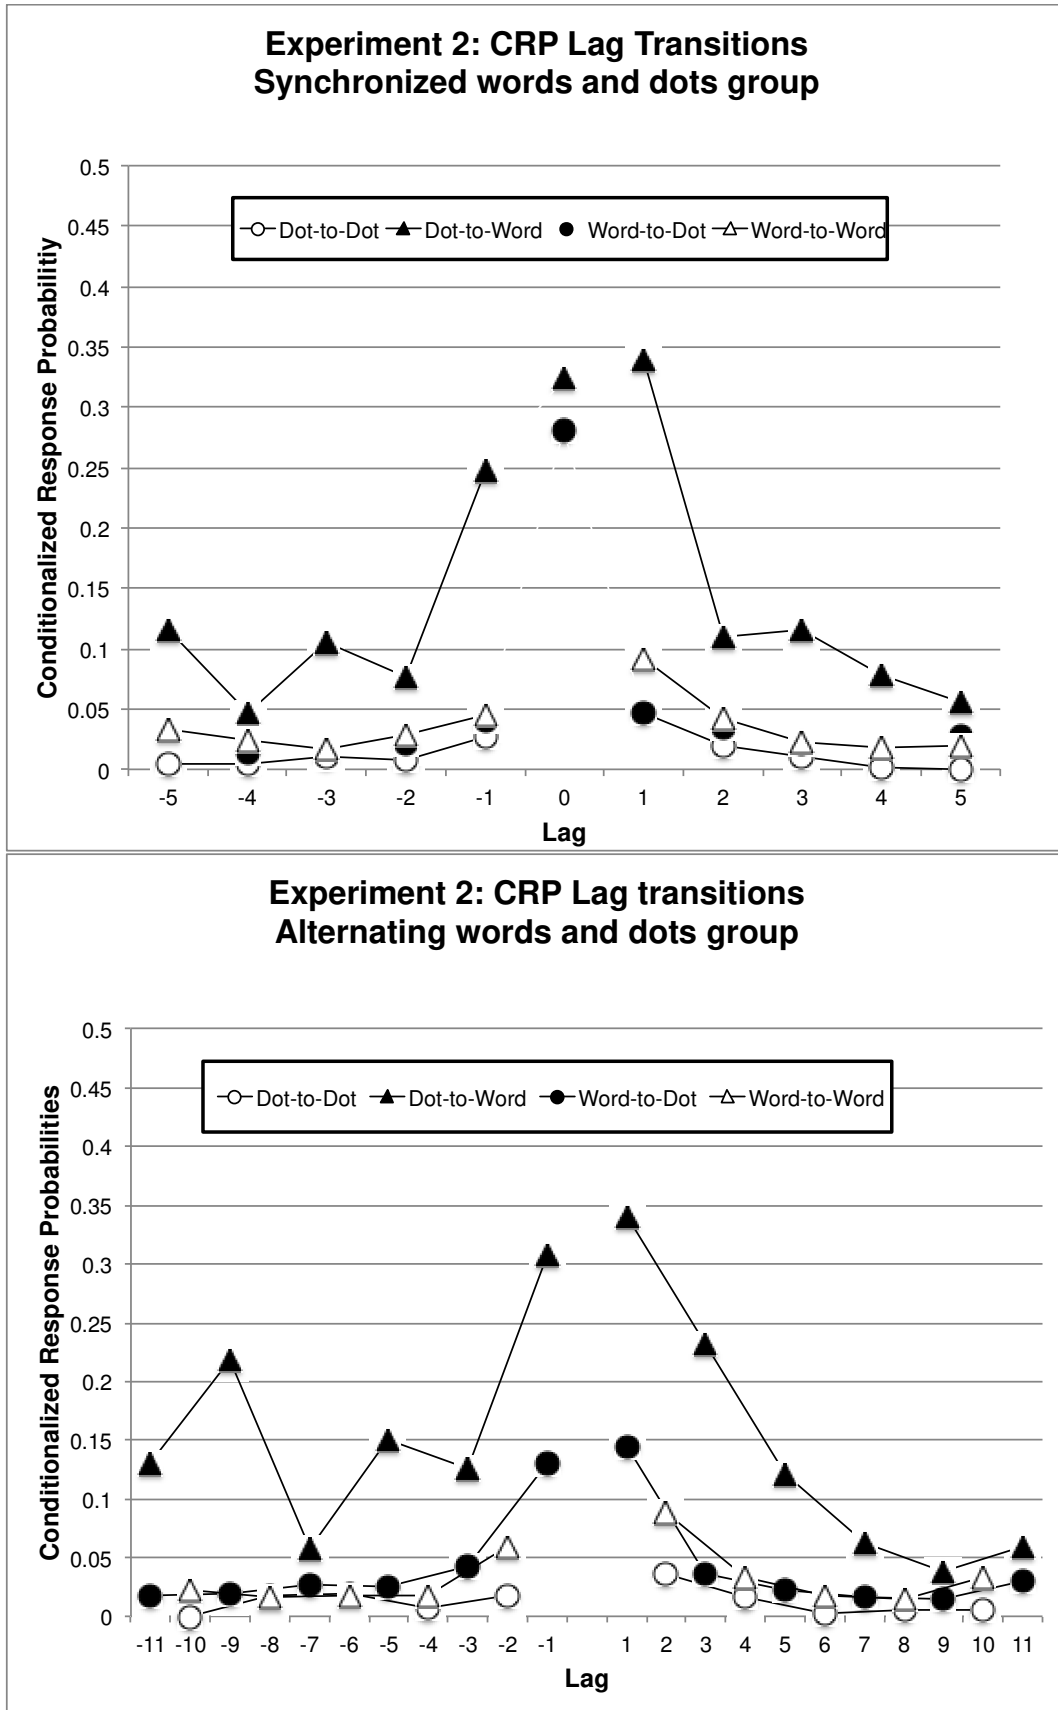 Experiment 2: CRP Lag Transitions
Synchronized words and dots group
Conditionalized Response Probabilitiy
0.5
0.45
0.4
0.35
0.3
0.25
0.2
0.15
0.1
0.05
0
Dot-to-Dot Dot-to-Word Word-to-Dot Word-to-Word
-5 -4 -3 -2 -1 0 1 2 3 4 5
Lag
Experiment 2: CRP Lag transitions
Alternating words and dots group
Conditionalized Response Probabilities
0.5
0.45
0.4
0.35
0.3
0.25
0.2
0.15
0.1
0.05
0
Dot-to-Dot Dot-to-Word Word-to-Dot Word-to-Word
-11 -10 -9 -8 -7 -6 -5 -4 -3 -2 -1 1 2 3 4 5 6 7 8 9 10 11
Lag